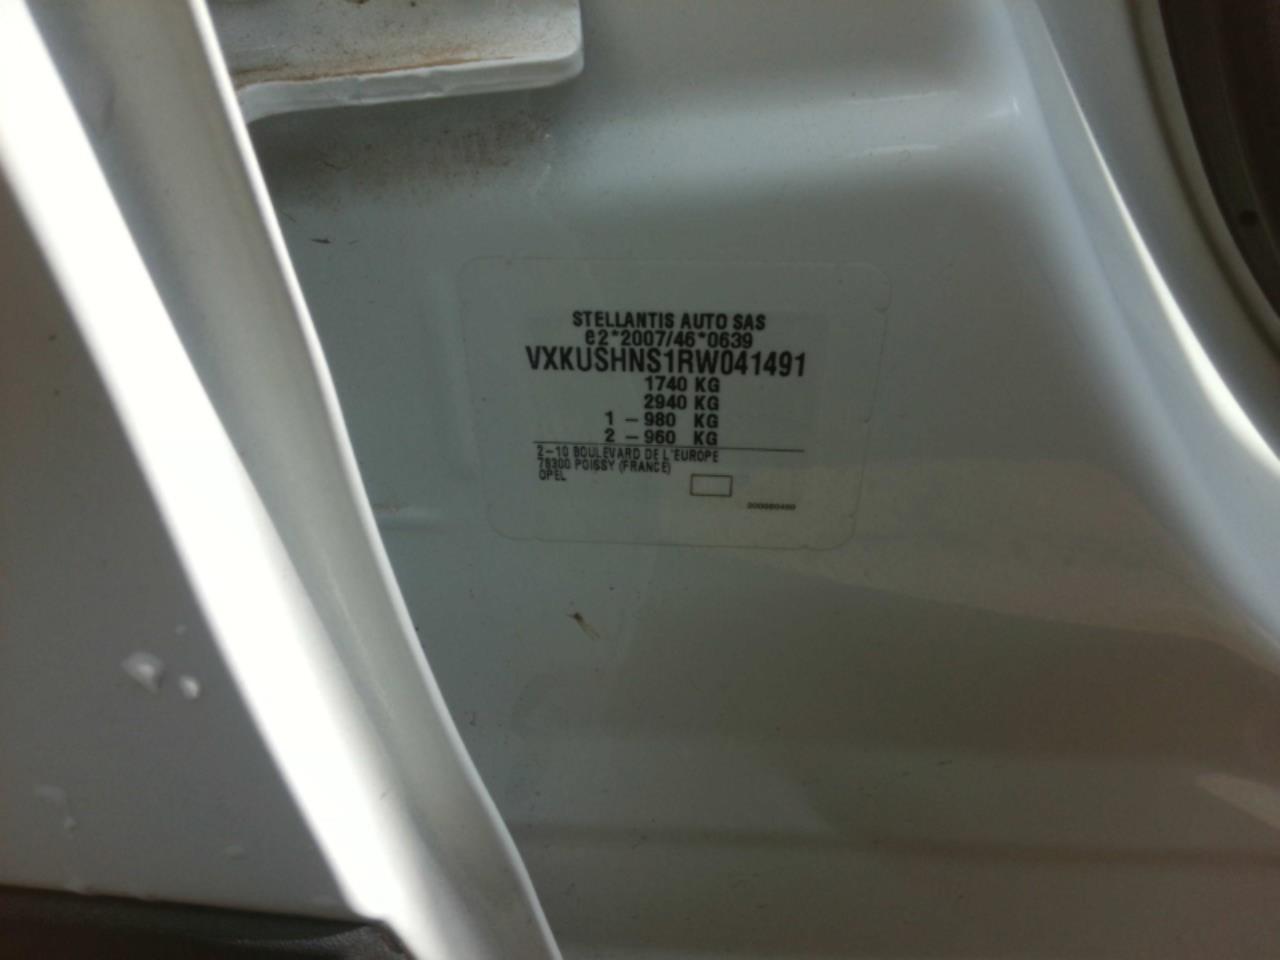 STELLANTIS AUTO SAS
e2*2007/46*0639
VXKUSHNS1RW041491
1740 KG
2940 KG
1 – 980 KG
2 – 960 KG
2–10 BOULEVARD DE L'EUROPE
78300 POISSY (FRANCE)
OPEL